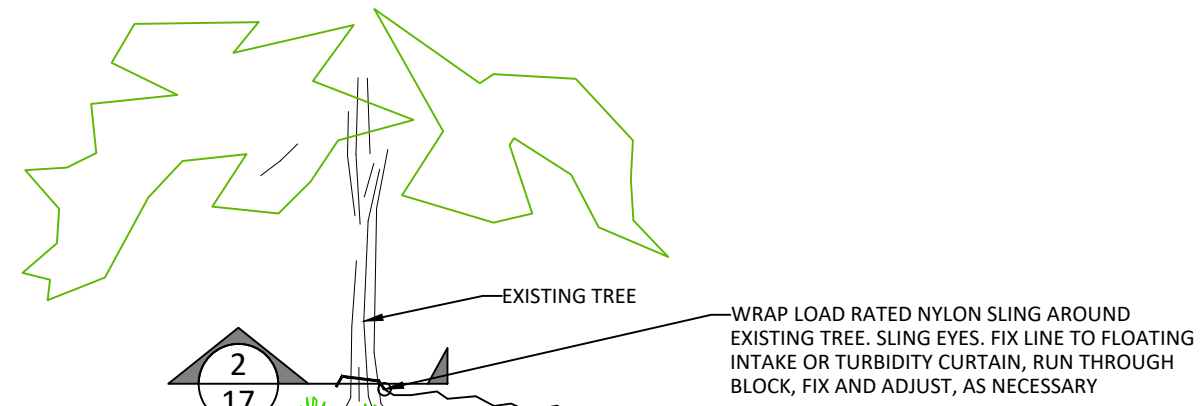 EXISTING TREE
WRAP LOAD RATED NYLON SLING AROUND
EXISTING TREE. SLING EYES. FIX LINE TO FLOATING
INTAKE OR TURBIDITY CURTAIN, RUN THROUGH
BLOCK, FIX AND ADJUST, AS NECESSARY
2
17